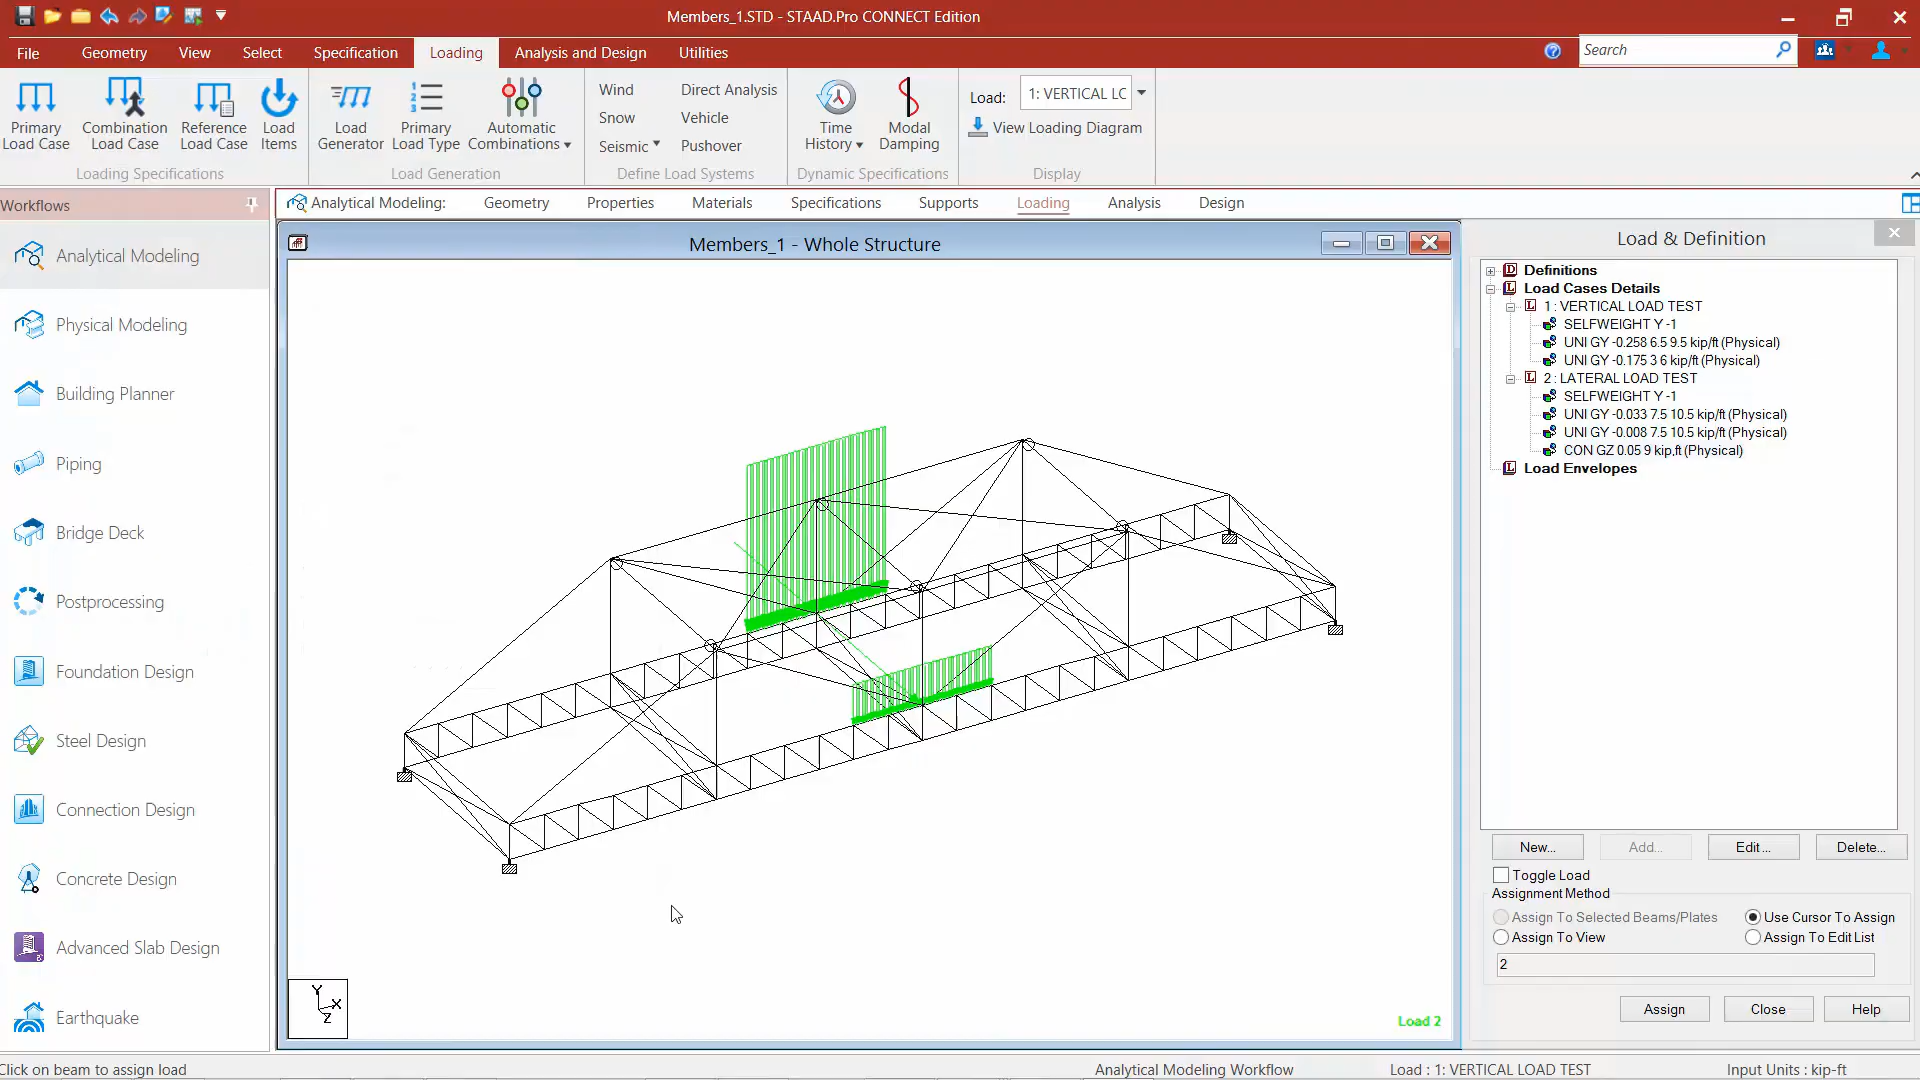 Members_1.STD - STAAD.Pro CONNECT Edition
File Geometry View Select Specification Loading Analysis and Design Utilities
Search
Primary Load Case
Combination Load Case
Reference Load Case
Load Items
Loading Specifications
Load Generator
Primary Load Type
Automatic Combinations
Load Generation
Wind
Snow
Seismic
Direct Analysis
Vehicle
Pushover
Define Load Systems
Time History
Modal Damping
Dynamic Specifications
Load: 1: VERTICAL LC
View Loading Diagram
Display
Workflows
Analytical Modeling: Geometry Properties Materials Specifications Supports Loading Analysis Design
Analytical Modeling
Physical Modeling
Building Planner
Piping
Bridge Deck
Postprocessing
Foundation Design
Steel Design
Connection Design
Concrete Design
Advanced Slab Design
Earthquake
Members_1 - Whole Structure
Y
X
Z
Load 2
Load & Definition
Definitions
Load Cases Details
1 : VERTICAL LOAD TEST
SELFWEIGHT Y -1
UNI GY -0.258 6.5 9.5 kip/ft (Physical)
UNI GY -0.175 3 6 kip/ft (Physical)
2 : LATERAL LOAD TEST
SELFWEIGHT Y -1
UNI GY -0.033 7.5 10.5 kip/ft (Physical)
UNI GY -0.008 7.5 10.5 kip/ft (Physical)
CON GZ 0.05 9 kip,ft (Physical)
Load Envelopes
New... Add... Edit... Delete...
Toggle Load
Assignment Method
Assign To Selected Beams/Plates Use Cursor To Assign
Assign To View Assign To Edit List
2
Assign Close Help
Click on beam to assign load Analytical Modeling Workflow Load : 1: VERTICAL LOAD TEST Input Units : kip-ft